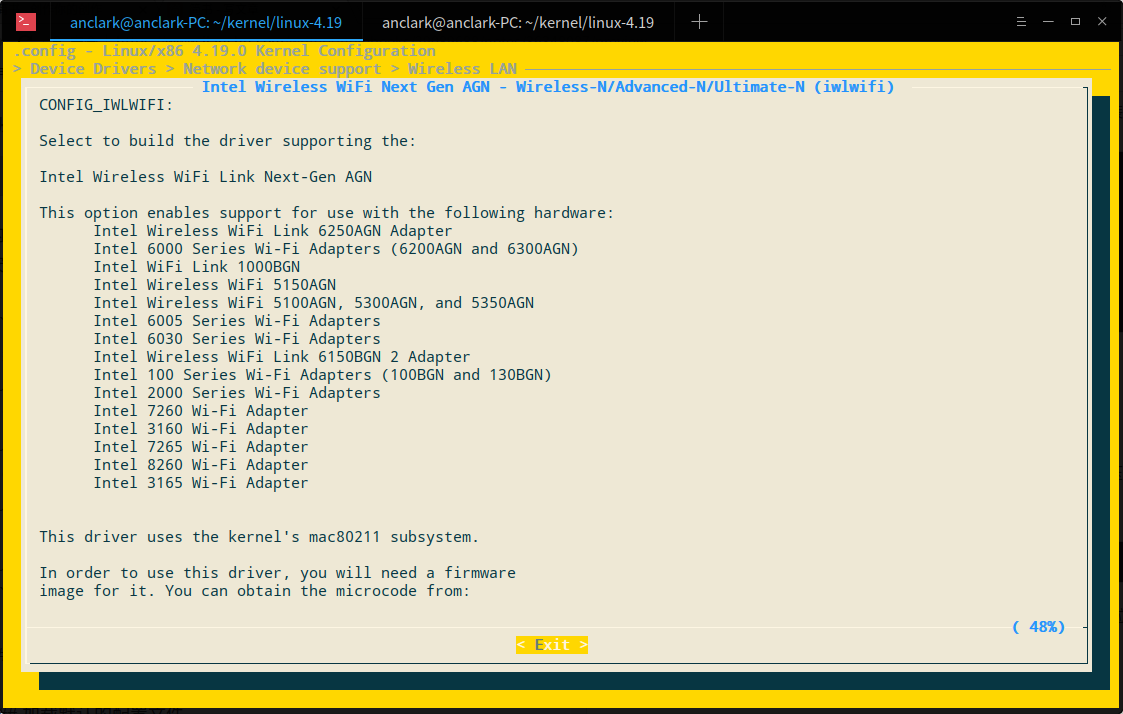 anclark@anclark-PC: ~/kernel/linux-4.19
anclark@anclark-PC: ~/kernel/linux-4.19
.config - Linux/x86 4.19.0 Kernel Configuration
> Device Drivers > Network device support > Wireless LAN
Intel Wireless WiFi Next Gen AGN - Wireless-N/Advanced-N/Ultimate-N (iwlwifi)
CONFIG_IWLWIFI:
Select to build the driver supporting the:
Intel Wireless WiFi Link Next-Gen AGN
This option enables support for use with the following hardware:
Intel Wireless WiFi Link 6250AGN Adapter
Intel 6000 Series Wi-Fi Adapters (6200AGN and 6300AGN)
Intel WiFi Link 1000BGN
Intel Wireless WiFi 5150AGN
Intel Wireless WiFi 5100AGN, 5300AGN, and 5350AGN
Intel 6005 Series Wi-Fi Adapters
Intel 6030 Series Wi-Fi Adapters
Intel Wireless WiFi Link 6150BGN 2 Adapter
Intel 100 Series Wi-Fi Adapters (100BGN and 130BGN)
Intel 2000 Series Wi-Fi Adapters
Intel 7260 Wi-Fi Adapter
Intel 3160 Wi-Fi Adapter
Intel 7265 Wi-Fi Adapter
Intel 8260 Wi-Fi Adapter
Intel 3165 Wi-Fi Adapter
This driver uses the kernel's mac80211 subsystem.
In order to use this driver, you will need a firmware
image for it. You can obtain the microcode from:
( 48%)
< Exit >